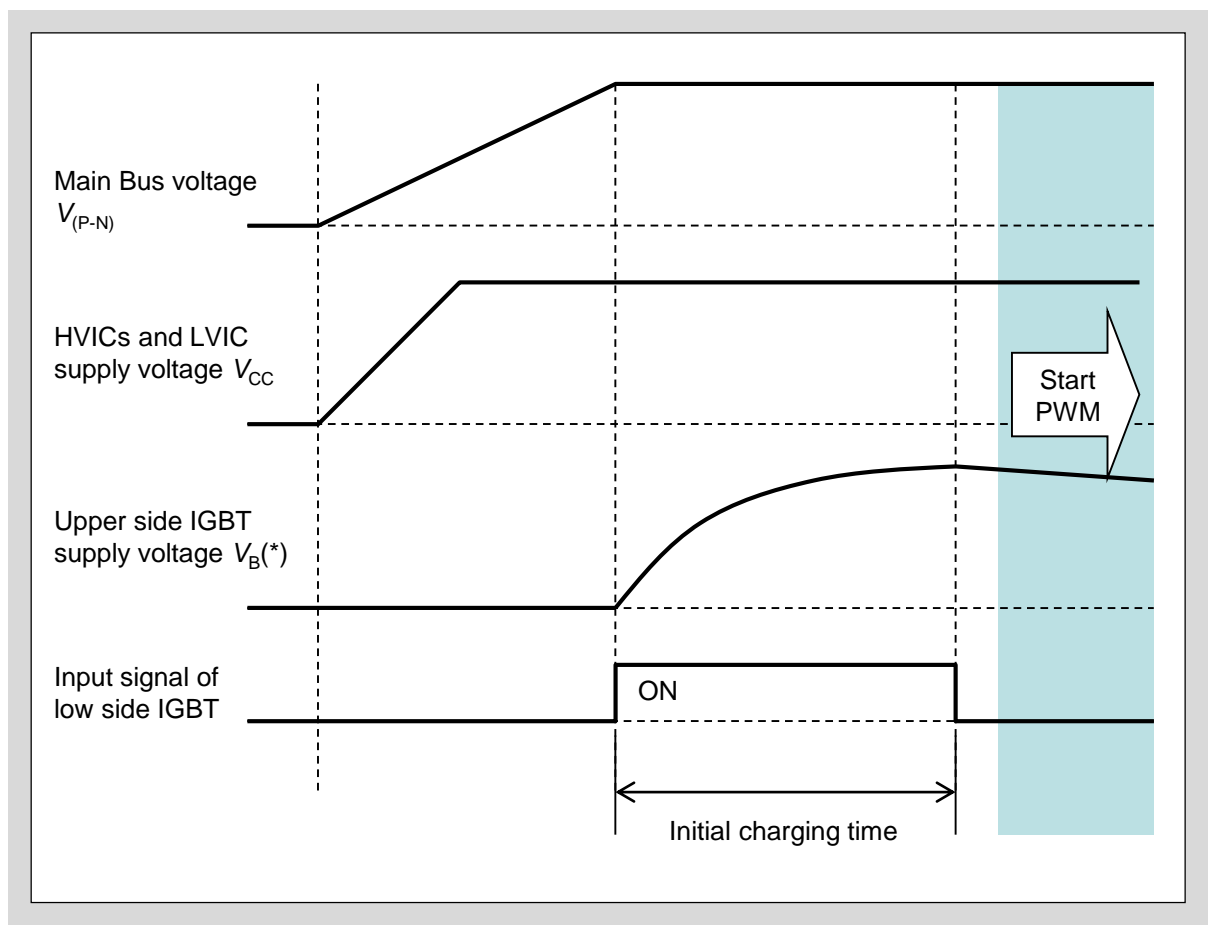 Main Bus voltage
V(P-N)
HVICs and LVIC
supply voltage VCC
Start
PWM
Upper side IGBT
supply voltage VB(*)
Input signal of
low side IGBT
ON
Initial charging time